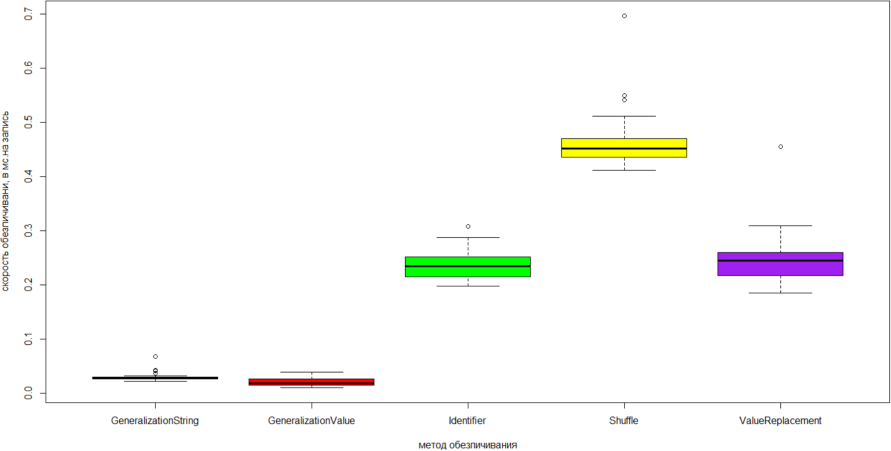 скорость обезличивани, в мс.на запись
0.7
0.6
0.5
0.4
0.3
0.2
0.1
0.0
GeneralizationString GeneralizationValue Identifier Shuffle ValueReplacement
метод обезличивания